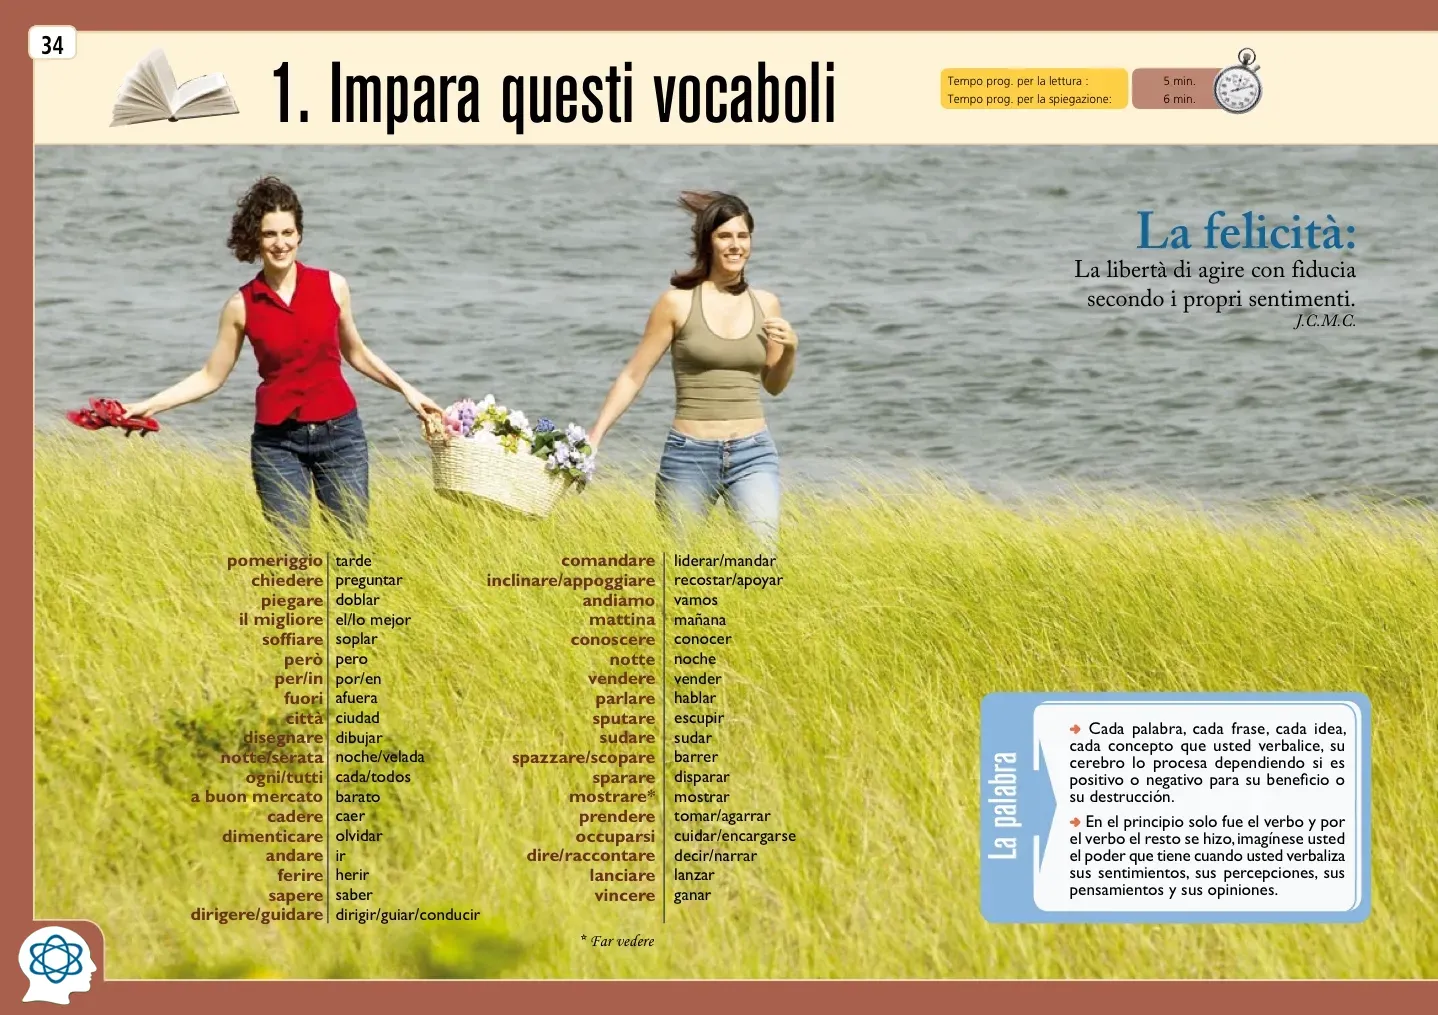 34
1. Impara questi vocaboli
Tempo prog. per la lettura : 5 min.
Tempo prog. per la spiegazione: 6 min.
La felicità:
La libertà di agire con fiducia
secondo i propri sentimenti.
J.C.M.C.
pomeriggio tarde
chiedere preguntar
piegare doblar
il migliore el/lo mejor
soffiare soplar
però pero
per/in por/en
fuori afuera
città ciudad
disegnare dibujar
notte/serata noche/velada
ogni/tutti cada/todos
a buon mercato barato
cadere caer
dimenticare olvidar
andare ir
ferire herir
sapere saber
dirigere/guidare dirigir/guiar/conducir
comandare liderar/mandar
inclinare/appoggiare recostar/apoyar
andiamo vamos
mattina mañana
conoscere conocer
notte noche
vendere vender
parlare hablar
sputare escupir
sudare sudar
spazzare/scopare barrer
sparare disparar
mostrare* mostrar
prendere tomar/agarrar
occuparsi cuidar/encargarse
dire/raccontare decir/narrar
lanciare lanzar
vincere ganar
* Far vedere
La palabra
Cada palabra, cada frase, cada idea,
cada concepto que usted verbalice, su
cerebro lo procesa dependiendo si es
positivo o negativo para su beneficio o
su destrucción.
En el principio solo fue el verbo y por
el verbo el resto se hizo, imagínese usted
el poder que tiene cuando usted verbaliza
sus sentimientos, sus percepciones, sus
pensamientos y sus opiniones.